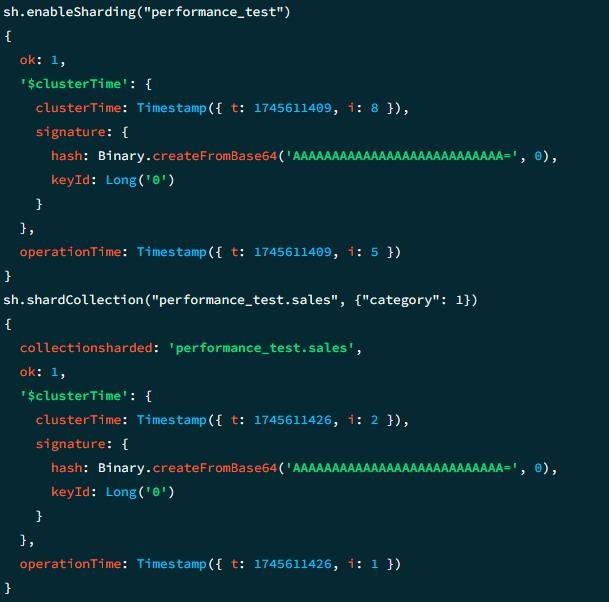 sh.enableSharding("performance_test")
{
  ok: 1,
  '$clusterTime': {
    clusterTime: Timestamp({ t: 1745611409, i: 8 }),
    signature: {
      hash: Binary.createFromBase64('AAAAAAAAAAAAAAAAAAAAAAAAAAA=', 0),
      keyId: Long('0')
    }
  },
  operationTime: Timestamp({ t: 1745611409, i: 5 })
}
sh.shardCollection("performance_test.sales", {"category": 1})
{
  collectionsharded: 'performance_test.sales',
  ok: 1,
  '$clusterTime': {
    clusterTime: Timestamp({ t: 1745611426, i: 2 }),
    signature: {
      hash: Binary.createFromBase64('AAAAAAAAAAAAAAAAAAAAAAAAAAA=', 0),
      keyId: Long('0')
    }
  },
  operationTime: Timestamp({ t: 1745611426, i: 1 })
}